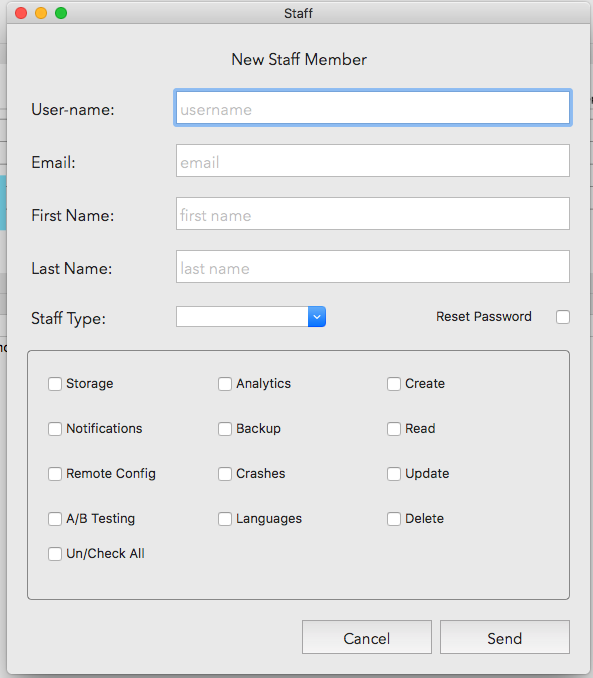 Staff
New Staff Member
User-name: username
Email: email
First Name: first name
Last Name: last name
Staff Type: Reset Password
Storage Analytics Create
Notifications Backup Read
Remote Config Crashes Update
A/B Testing Languages Delete
Un/Check All
Cancel Send